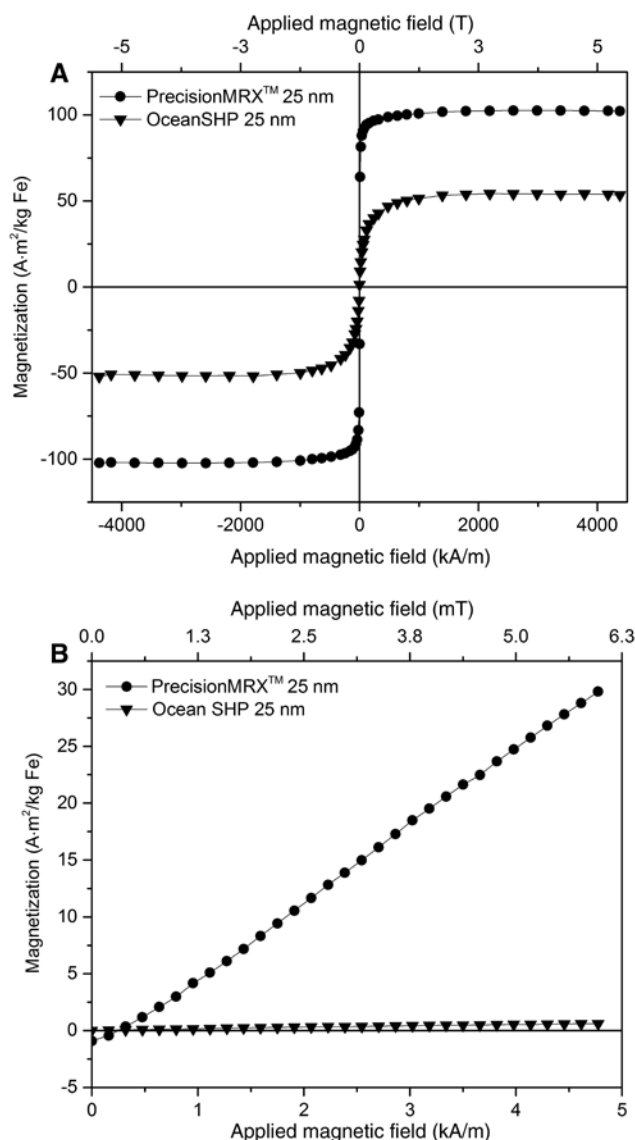 Applied magnetic field (T)
-5 -3 0 3 5
A
PrecisionMRX™ 25 nm
OceanSHP 25 nm
100
50
0
-50
-100
Magnetization (A·m²/kg Fe)
-4000 -2000 0 2000 4000
Applied magnetic field (kA/m)
Applied magnetic field (mT)
0.0 1.3 2.5 3.8 5.0 6.3
B
PrecisionMRX™ 25 nm
Ocean SHP 25 nm
30
25
20
15
10
5
0
-5
Magnetization (A·m²/kg Fe)
0 1 2 3 4 5
Applied magnetic field (kA/m)